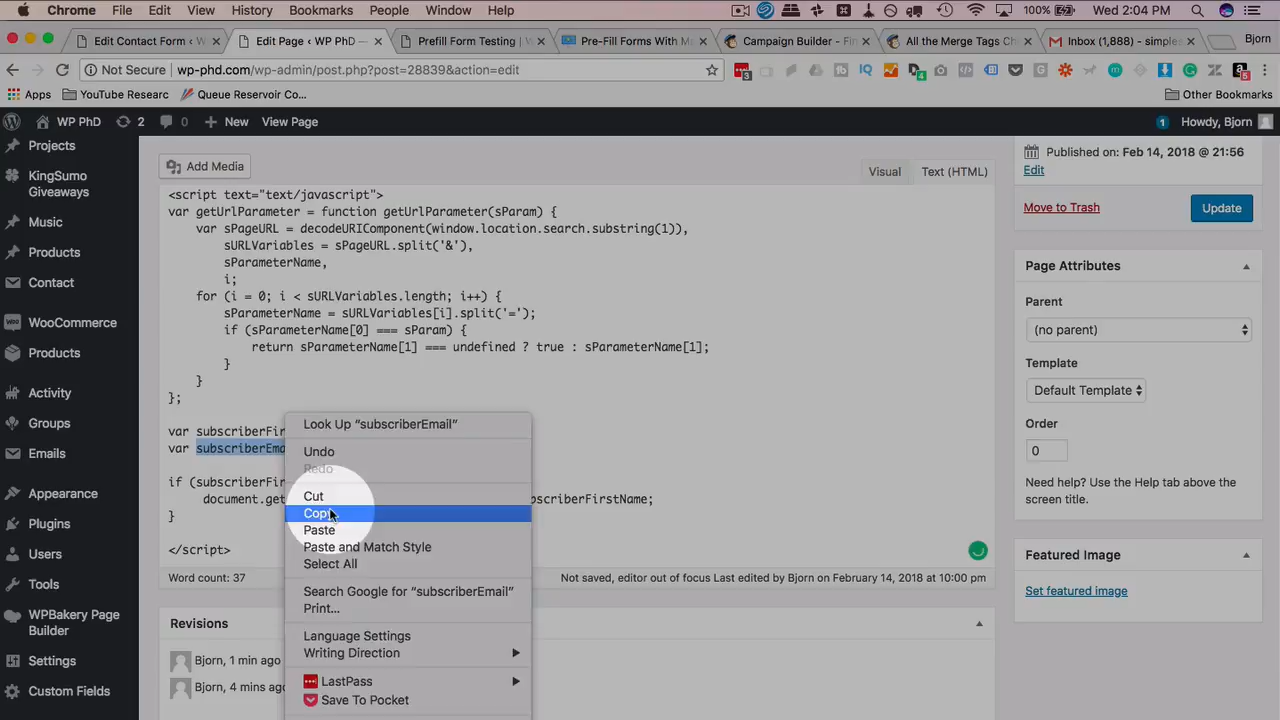 Chrome File Edit View History Bookmarks People Window Help 100% Wed 2:04 PM
Edit Contact Form ‹ W × Edit Page ‹ WP PhD — × Prefill Form Testing | W × Pre-Fill Forms With Mo × Campaign Builder - Fin × All the Merge Tags Ch × Inbox (1,888) - simples × Bjorn
Not Secure wp-phd.com/wp-admin/post.php?post=28839&action=edit
Apps YouTube Researc Queue Reservoir Co... Other Bookmarks
WP PhD 2 0 New View Page 1 Howdy, Bjorn
Projects
KingSumo
Giveaways
Music
Products
Contact
WooCommerce
Products
Activity
Groups
Emails
Appearance
Plugins
Users
Tools
WPBakery Page
Builder
Settings
Custom Fields
Add Media
Visual Text (HTML)
<script text="text/javascript">
var getUrlParameter = function getUrlParameter(sParam) {
var sPageURL = decodeURIComponent(window.location.search.substring(1)),
sURLVariables = sPageURL.split('&'),
sParameterName,
i;
for (i = 0; i < sURLVariables.length; i++) {
sParameterName = sURLVariables[i].split('=');
if (sParameterName[0] === sParam) {
return sParameterName[1] === undefined ? true : sParameterName[1];
}
}
};
var subscriberFir
var subscriberEma
if (subscriberFir
document.get bscriberFirstName;
}
</script>
Word count: 37 Not saved, editor out of focus Last edited by Bjorn on February 14, 2018 at 10:00 pm
Revisions
Bjorn, 1 min ago
Bjorn, 4 mins ag
Look Up “subscriberEmail”
Undo
Redo
Cut
Copy
Paste
Paste and Match Style
Select All
Search Google for “subscriberEmail”
Print...
Language Settings
Writing Direction
LastPass
Save To Pocket
Published on: Feb 14, 2018 @ 21:56
Edit
Move to Trash Update
Page Attributes
Parent
(no parent)
Template
Default Template
Order
0
Need help? Use the Help tab above the
screen title.
Featured Image
Set featured image